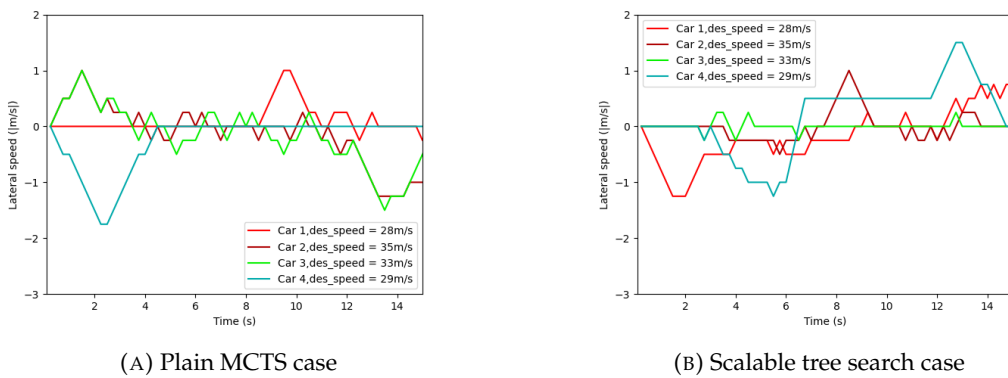 2
1
0
-1
-2
-3
Lateral speed (|m/s|)
2 4 6 8 10 12 14
Time (s)
Car 1,des_speed = 28m/s
Car 2,des_speed = 35m/s
Car 3,des_speed = 33m/s
Car 4,des_speed = 29m/s
(A) Plain MCTS case
2
1
0
-1
-2
-3
Lateral speed (|m/s|)
Car 1,des_speed = 28m/s
Car 2,des_speed = 35m/s
Car 3,des_speed = 33m/s
Car 4,des_speed = 29m/s
2 4 6 8 10 12 14
Time (s)
(B) Scalable tree search case